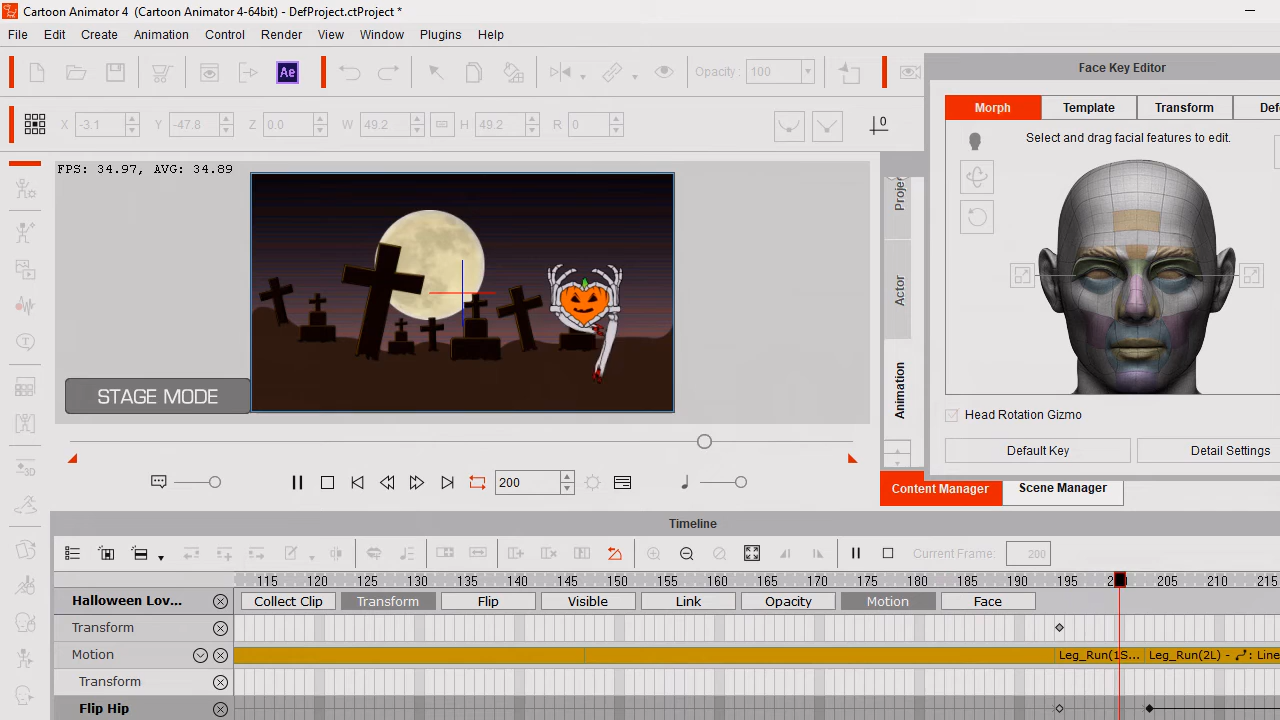 Cartoon Animator 4 (Cartoon Animator 4-64bit) - DefProject.ctProject *
File Edit Create Animation Control Render View Window Plugins Help
Ae Opacity : 100
Face Key Editor
X -3.1 Y -47.8 Z 0.0 W 49.2 H 49.2 R 0 0
Morph Template Transform Def
Select and drag facial features to edit.
FPS: 34.97, AVG: 34.89
Projec
Actor
Animation
STAGE MODE
Head Rotation Gizmo
Default Key Detail Settings
200
Content Manager Scene Manager
Timeline
Current Frame: 200
115 120 125 130 135 140 145 150 155 160 165 170 175 180 185 190 195 205 210 215
Halloween Lov... Collect Clip Transform Flip Visible Link Opacity Motion Face
Transform
Motion Leg_Run(1S... Leg_Run(2L) - : Line
Transform
Flip Hip